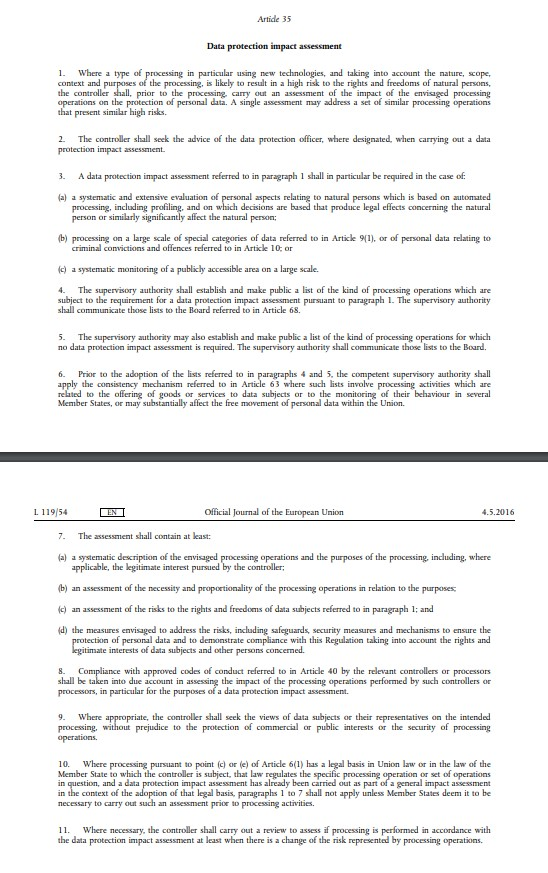 Article 35
Data protection impact assessment
1. Where a type of processing in particular using new technologies, and taking into account the nature, scope,
context and purposes of the processing, is likely to result in a high risk to the rights and freedoms of natural persons,
the controller shall, prior to the processing, carry out an assessment of the impact of the envisaged processing
operations on the protection of personal data. A single assessment may address a set of similar processing operations
that present similar high risks.
2. The controller shall seek the advice of the data protection officer, where designated, when carrying out a data
protection impact assessment.
3. A data protection impact assessment referred to in paragraph 1 shall in particular be required in the case of:
(a) a systematic and extensive evaluation of personal aspects relating to natural persons which is based on automated
processing, including profiling, and on which decisions are based that produce legal effects concerning the natural
person or similarly significantly affect the natural person;
(b) processing on a large scale of special categories of data referred to in Article 9(1), or of personal data relating to
criminal convictions and offences referred to in Article 10; or
(c) a systematic monitoring of a publicly accessible area on a large scale.
4. The supervisory authority shall establish and make public a list of the kind of processing operations which are
subject to the requirement for a data protection impact assessment pursuant to paragraph 1. The supervisory authority
shall communicate those lists to the Board referred to in Article 68.
5. The supervisory authority may also establish and make public a list of the kind of processing operations for which
no data protection impact assessment is required. The supervisory authority shall communicate those lists to the Board.
6. Prior to the adoption of the lists referred to in paragraphs 4 and 5, the competent supervisory authority shall
apply the consistency mechanism referred to in Article 63 where such lists involve processing activities which are
related to the offering of goods or services to data subjects or to the monitoring of their behaviour in several
Member States, or may substantially affect the free movement of personal data within the Union.
L 119/54 EN Official Journal of the European Union 4.5.2016
7. The assessment shall contain at least:
(a) a systematic description of the envisaged processing operations and the purposes of the processing, including, where
applicable, the legitimate interest pursued by the controller;
(b) an assessment of the necessity and proportionality of the processing operations in relation to the purposes;
(c) an assessment of the risks to the rights and freedoms of data subjects referred to in paragraph 1; and
(d) the measures envisaged to address the risks, including safeguards, security measures and mechanisms to ensure the
protection of personal data and to demonstrate compliance with this Regulation taking into account the rights and
legitimate interests of data subjects and other persons concerned.
8. Compliance with approved codes of conduct referred to in Article 40 by the relevant controllers or processors
shall be taken into due account in assessing the impact of the processing operations performed by such controllers or
processors, in particular for the purposes of a data protection impact assessment.
9. Where appropriate, the controller shall seek the views of data subjects or their representatives on the intended
processing, without prejudice to the protection of commercial or public interests or the security of processing
operations.
10. Where processing pursuant to point (c) or (e) of Article 6(1) has a legal basis in Union law or in the law of the
Member State to which the controller is subject, that law regulates the specific processing operation or set of operations
in question, and a data protection impact assessment has already been carried out as part of a general impact assessment
in the context of the adoption of that legal basis, paragraphs 1 to 7 shall not apply unless Member States deem it to be
necessary to carry out such an assessment prior to processing activities.
11. Where necessary, the controller shall carry out a review to assess if processing is performed in accordance with
the data protection impact assessment at least when there is a change of the risk represented by processing operations.